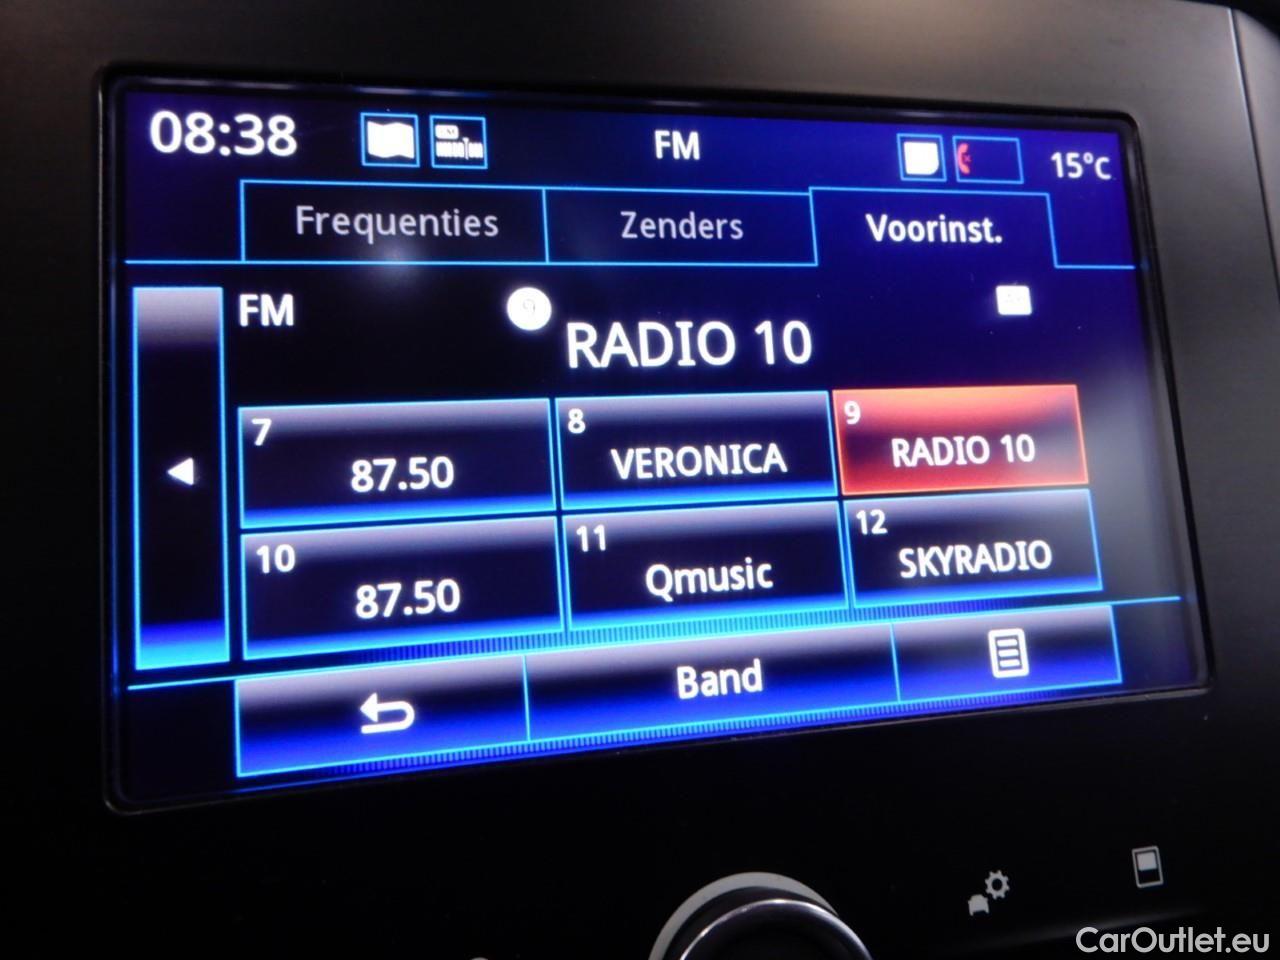 08:38
FM
15°C
Frequenties
Zenders
Voorinst.
FM
9
RADIO 10
7
87.50
8
VERONICA
9
RADIO 10
10
87.50
11
Qmusic
12
SKYRADIO
Band
CarOutlet.eu